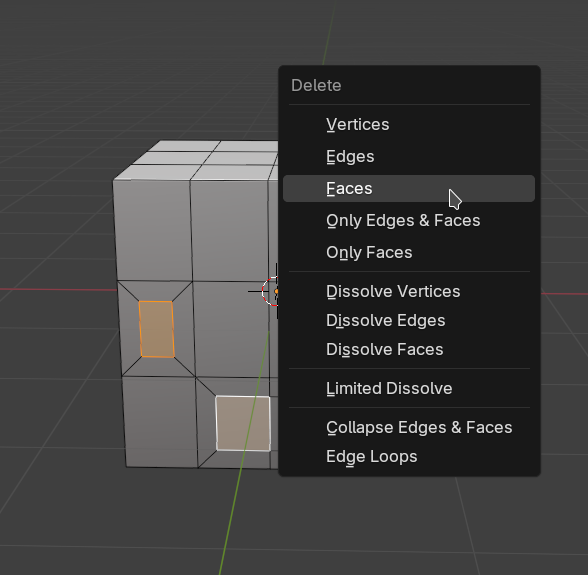 Delete
Vertices
Edges
Faces
Only Edges & Faces
Only Faces
Dissolve Vertices
Dissolve Edges
Dissolve Faces
Limited Dissolve
Collapse Edges & Faces
Edge Loops